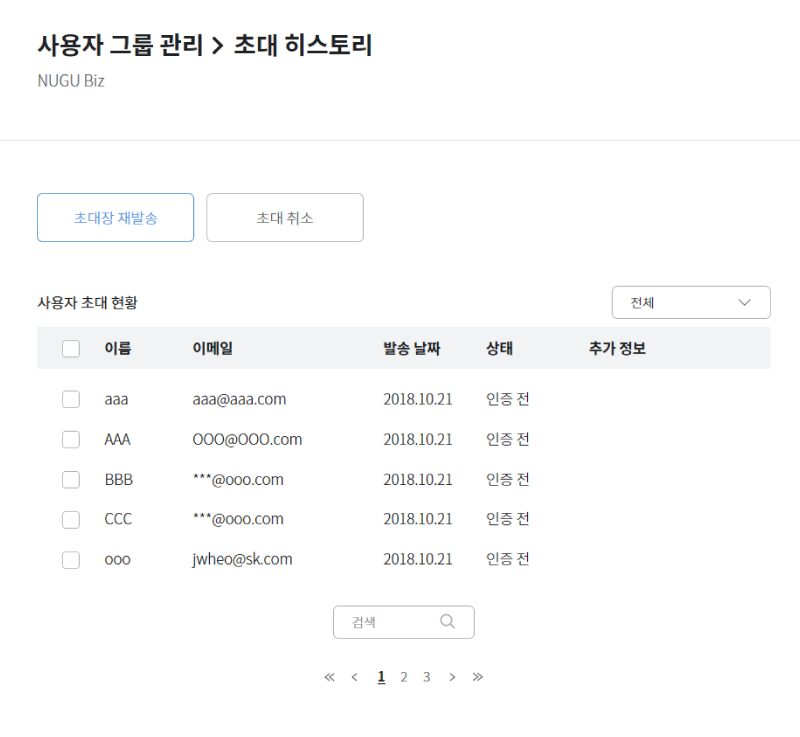 사용자 그룹 관리 > 초대 히스토리
NUGU Biz
초대장 재발송 초대 취소
사용자 초대 현황 전체
이름 이메일 발송 날짜 상태 추가 정보
aaa aaa@aaa.com 2018.10.21 인증 전
AAA OOO@OOO.com 2018.10.21 인증 전
BBB ***@ooo.com 2018.10.21 인증 전
CCC ***@ooo.com 2018.10.21 인증 전
ooo jwheo@sk.com 2018.10.21 인증 전
검색
« < 1 2 3 > »